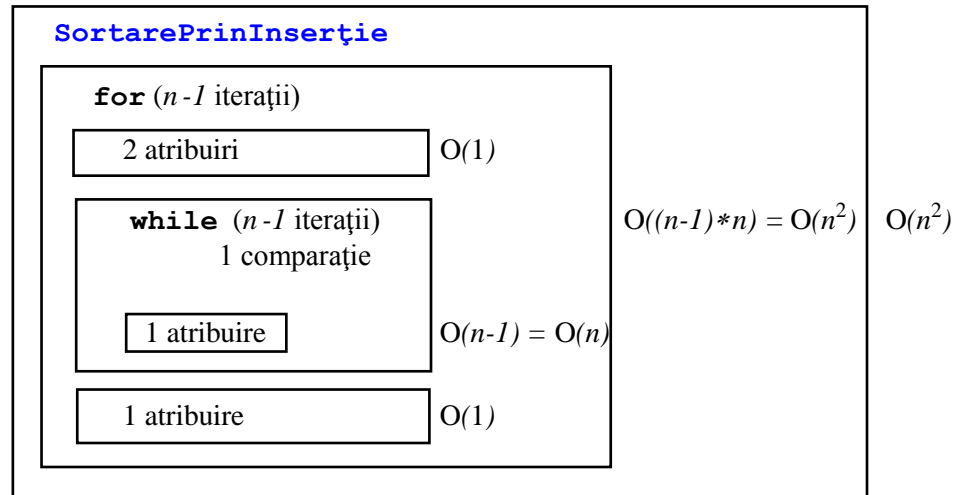 SortarePrinInserţie
for (n-1 iteraţii)
2 atribuiri O(1)
while (n-1 iteraţii) O((n-1)*n) = O(n²) O(n²)
1 comparaţie
1 atribuire O(n-1) = O(n)
1 atribuire O(1)